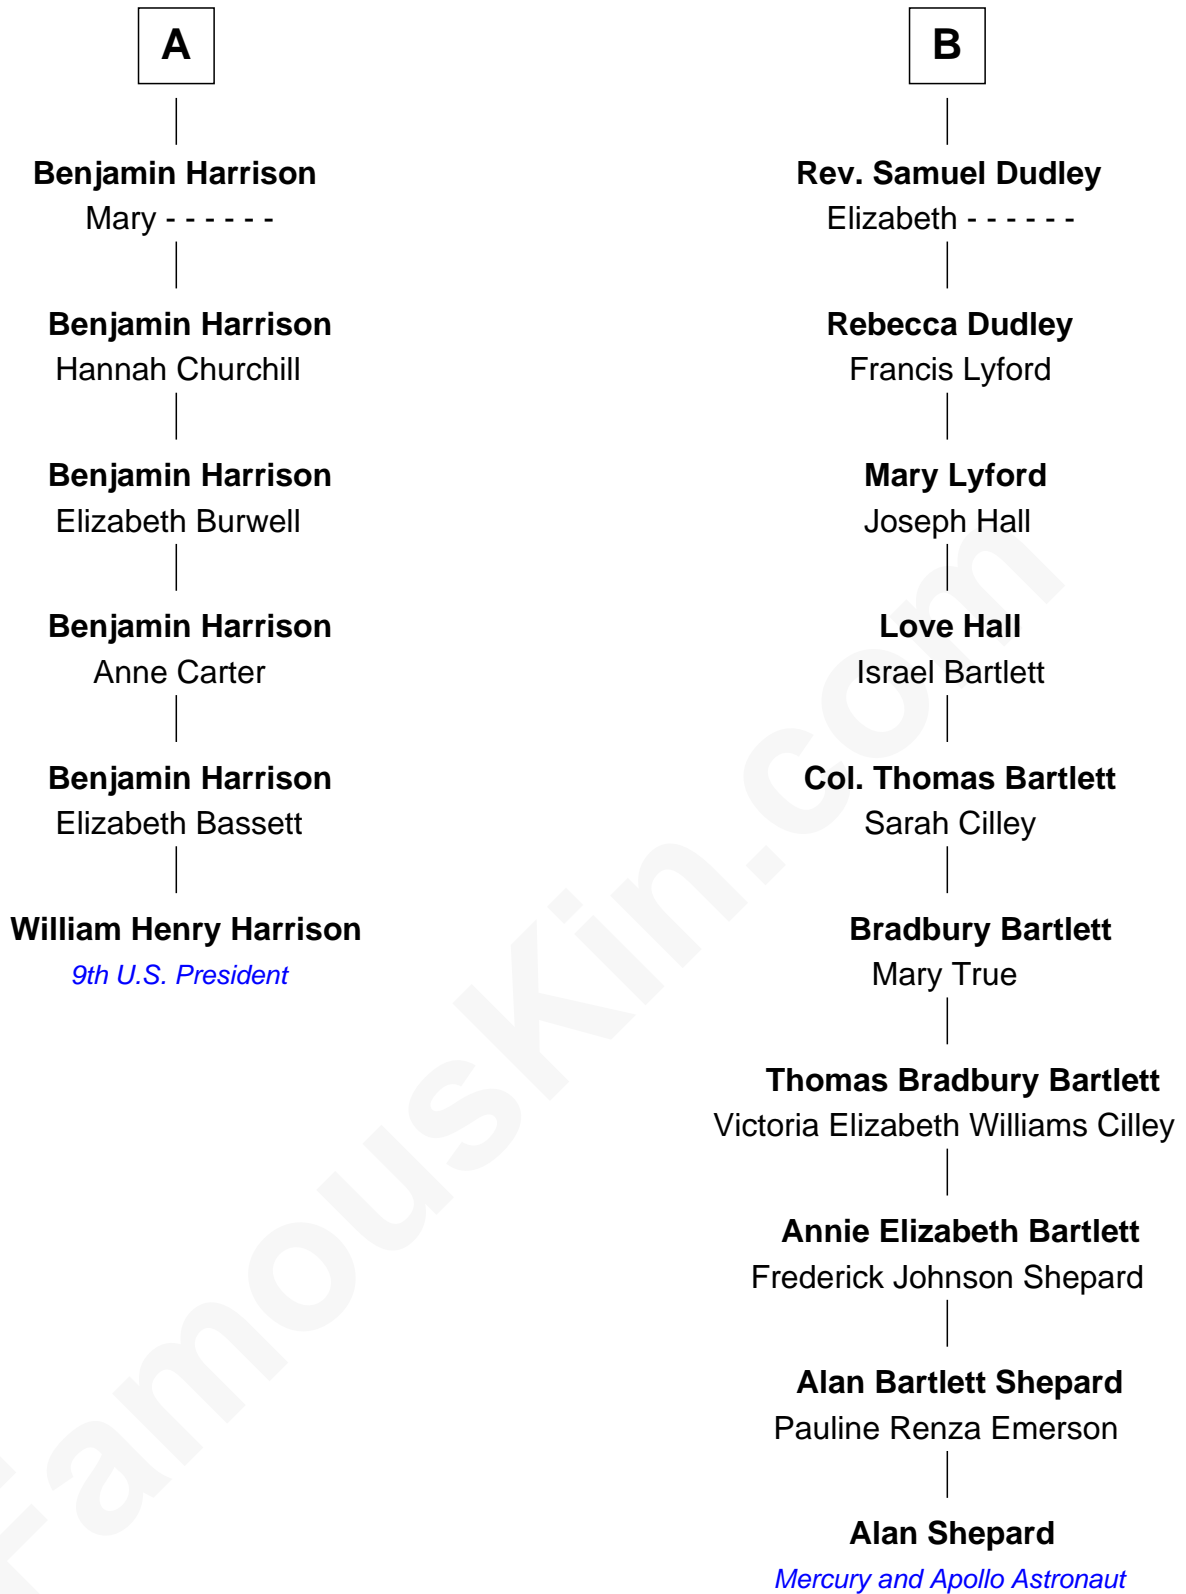 A
Benjamin Harrison
Mary - - - - - -
Benjamin Harrison
Hannah Churchill
Benjamin Harrison
Elizabeth Burwell
Benjamin Harrison
Anne Carter
Benjamin Harrison
Elizabeth Bassett
William Henry Harrison
9th U.S. President
B
Rev. Samuel Dudley
Elizabeth - - - - - -
Rebecca Dudley
Francis Lyford
Mary Lyford
Joseph Hall
Love Hall
Israel Bartlett
Col. Thomas Bartlett
Sarah Cilley
Bradbury Bartlett
Mary True
Thomas Bradbury Bartlett
Victoria Elizabeth Williams Cilley
Annie Elizabeth Bartlett
Frederick Johnson Shepard
Alan Bartlett Shepard
Pauline Renza Emerson
Alan Shepard
Mercury and Apollo Astronaut
FamousKin.com